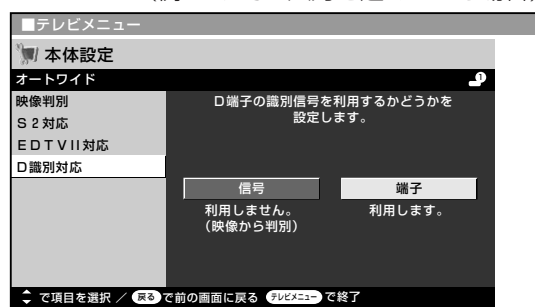 ■テレビメニュー
本体設定
オートワイド
1
映像判別
S2対応
EDTVII対応
D識別対応
D端子の識別信号を利用するかどうかを
設定します。
信号 端子
利用しません。 利用します。
(映像から判別)
で項目を選択 / 戻る で前の画面に戻る テレビメニュー で終了